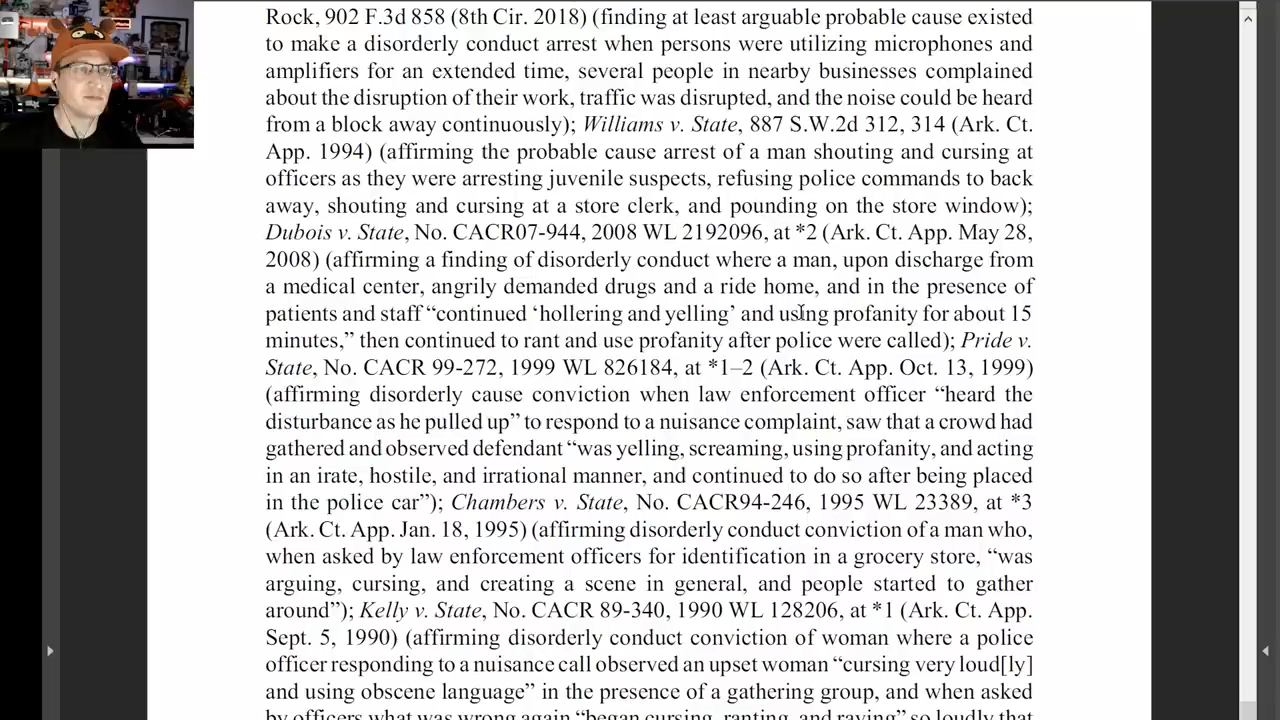 Rock, 902 F.3d 858 (8th Cir. 2018) (finding at least arguable probable cause existed
to make a disorderly conduct arrest when persons were utilizing microphones and
amplifiers for an extended time, several people in nearby businesses complained
about the disruption of their work, traffic was disrupted, and the noise could be heard
from a block away continuously); Williams v. State, 887 S.W.2d 312, 314 (Ark. Ct.
App. 1994) (affirming the probable cause arrest of a man shouting and cursing at
officers as they were arresting juvenile suspects, refusing police commands to back
away, shouting and cursing at a store clerk, and pounding on the store window);
Dubois v. State, No. CACR07-944, 2008 WL 2192096, at *2 (Ark. Ct. App. May 28,
2008) (affirming a finding of disorderly conduct where a man, upon discharge from
a medical center, angrily demanded drugs and a ride home, and in the presence of
patients and staff “continued ‘hollering and yelling’ and using profanity for about 15
minutes,” then continued to rant and use profanity after police were called); Pride v.
State, No. CACR 99-272, 1999 WL 826184, at *1–2 (Ark. Ct. App. Oct. 13, 1999)
(affirming disorderly cause conviction when law enforcement officer “heard the
disturbance as he pulled up” to respond to a nuisance complaint, saw that a crowd had
gathered and observed defendant “was yelling, screaming, using profanity, and acting
in an irate, hostile, and irrational manner, and continued to do so after being placed
in the police car”); Chambers v. State, No. CACR94-246, 1995 WL 23389, at *3
(Ark. Ct. App. Jan. 18, 1995) (affirming disorderly conduct conviction of a man who,
when asked by law enforcement officers for identification in a grocery store, “was
arguing, cursing, and creating a scene in general, and people started to gather
around”); Kelly v. State, No. CACR 89-340, 1990 WL 128206, at *1 (Ark. Ct. App.
Sept. 5, 1990) (affirming disorderly conduct conviction of woman where a police
officer responding to a nuisance call observed an upset woman “cursing very loud[ly]
and using obscene language” in the presence of a gathering group, and when asked
by officers what was wrong again “began cursing, ranting, and raving” so loudly that